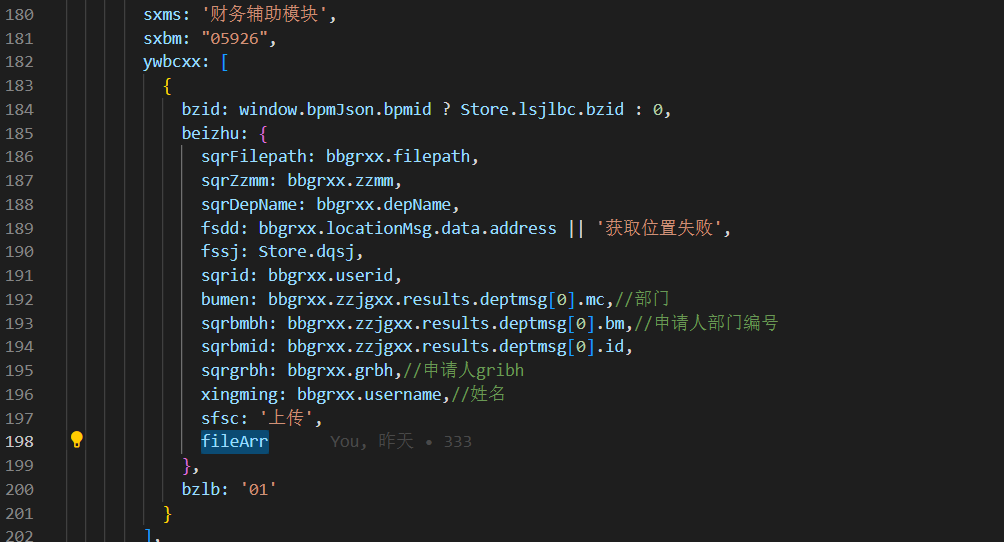 180 sxms: '财务辅助模块',
181 sxbm: "05926",
182 ywbcxx: [
183 {
184 bzid: window.bpmJson.bpmid ? Store.lsjlbc.bzid : 0,
185 beizhu: {
186 sqrFilepath: bbgrxx.filepath,
187 sqrZzmm: bbgrxx.zzmm,
188 sqrDepName: bbgrxx.depName,
189 fsdd: bbgrxx.locationMsg.data.address || '获取位置失败',
190 fssj: Store.dqsj,
191 sqrid: bbgrxx.userid,
192 bumen: bbgrxx.zzjgxx.results.deptmsg[0].mc,//部门
193 sqrbmbh: bbgrxx.zzjgxx.results.deptmsg[0].bm,//申请人部门编号
194 sqrbmid: bbgrxx.zzjgxx.results.deptmsg[0].id,
195 sqrgrbh: bbgrxx.grbh,//申请人gribh
196 xingming: bbgrxx.username,//姓名
197 sfsc: '上传',
198 fileArr You, 昨天 • 333
199 },
200 bzlb: '01'
201 }
202 ],